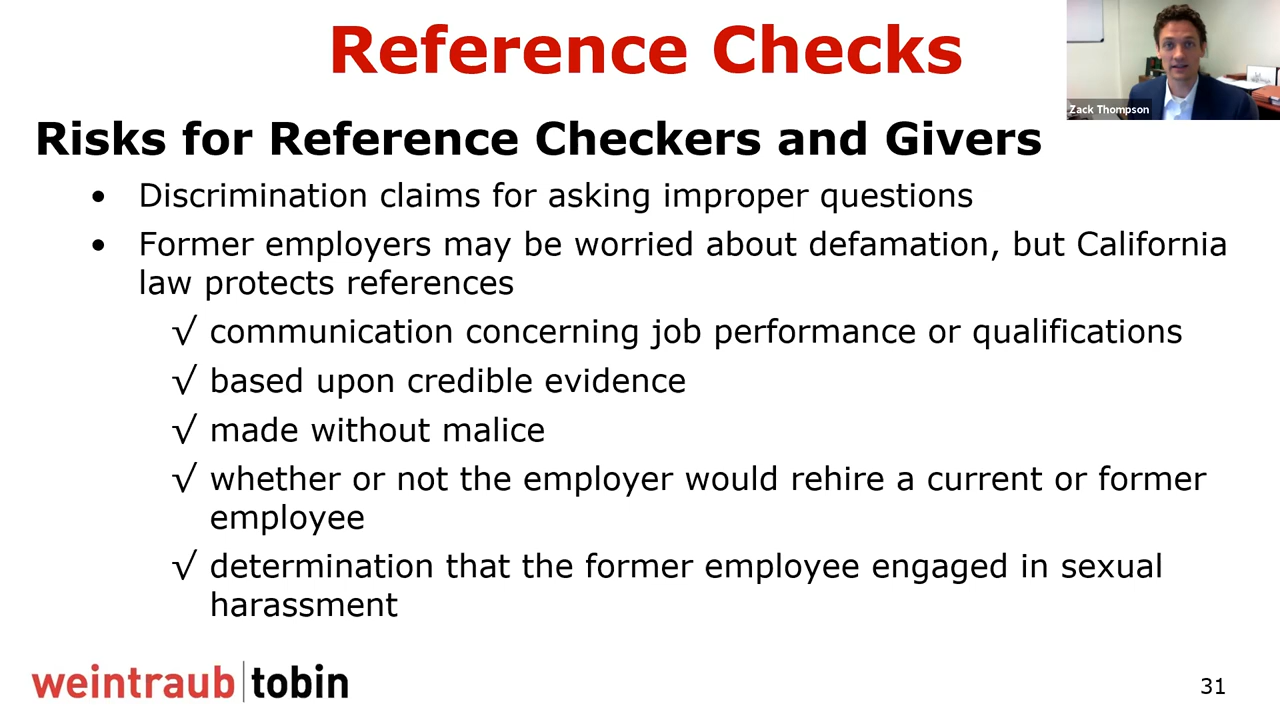 Reference Checks
Zack Thompson
Risks for Reference Checkers and Givers
• Discrimination claims for asking improper questions
• Former employers may be worried about defamation, but California
law protects references
√ communication concerning job performance or qualifications
√ based upon credible evidence
√ made without malice
√ whether or not the employer would rehire a current or former
employee
√ determination that the former employee engaged in sexual
harassment
weintraub | tobin
31